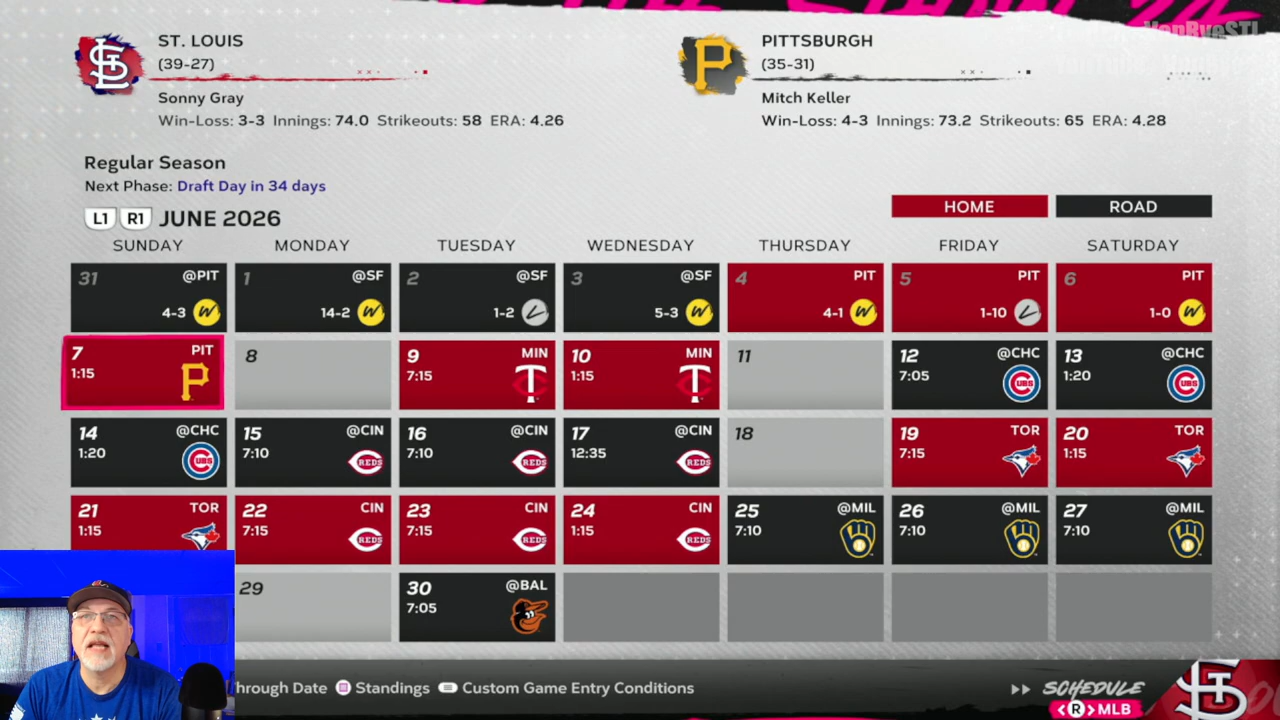 ST. LOUIS
(39-27)
Sonny Gray
Win-Loss: 3-3 Innings: 74.0 Strikeouts: 58 ERA: 4.26
PITTSBURGH
(35-31)
Mitch Keller
Win-Loss: 4-3 Innings: 73.2 Strikeouts: 65 ERA: 4.28
Regular Season
Next Phase: Draft Day in 34 days
L1 R1 JUNE 2026
HOME ROAD
SUNDAY MONDAY TUESDAY WEDNESDAY THURSDAY FRIDAY SATURDAY
31 @PIT 1 @SF 2 @SF 3 @SF 4 PIT 5 PIT 6 PIT
4-3 W 14-2 W 1-2 L 5-3 W 4-1 W 1-10 L 1-0 W
7 PIT 8 9 MIN 10 MIN 11 12 @CHC 13 @CHC
1:15 P 7:15 T 1:15 T 7:05 CUBS 1:20 CUBS
14 @CHC 15 @CIN 16 @CIN 17 @CIN 18 19 TOR 20 TOR
1:20 CUBS 7:10 REDS 7:10 REDS 12:35 REDS 7:15 1:15
21 TOR 22 CIN 23 CIN 24 CIN 25 @MIL 26 @MIL 27 @MIL
1:15 7:15 REDS 7:15 REDS 1:15 REDS 7:10 7:10 7:10
29 30 @BAL
7:05
hrough Date Standings Custom Game Entry Conditions
SCHEDULE
R MLB